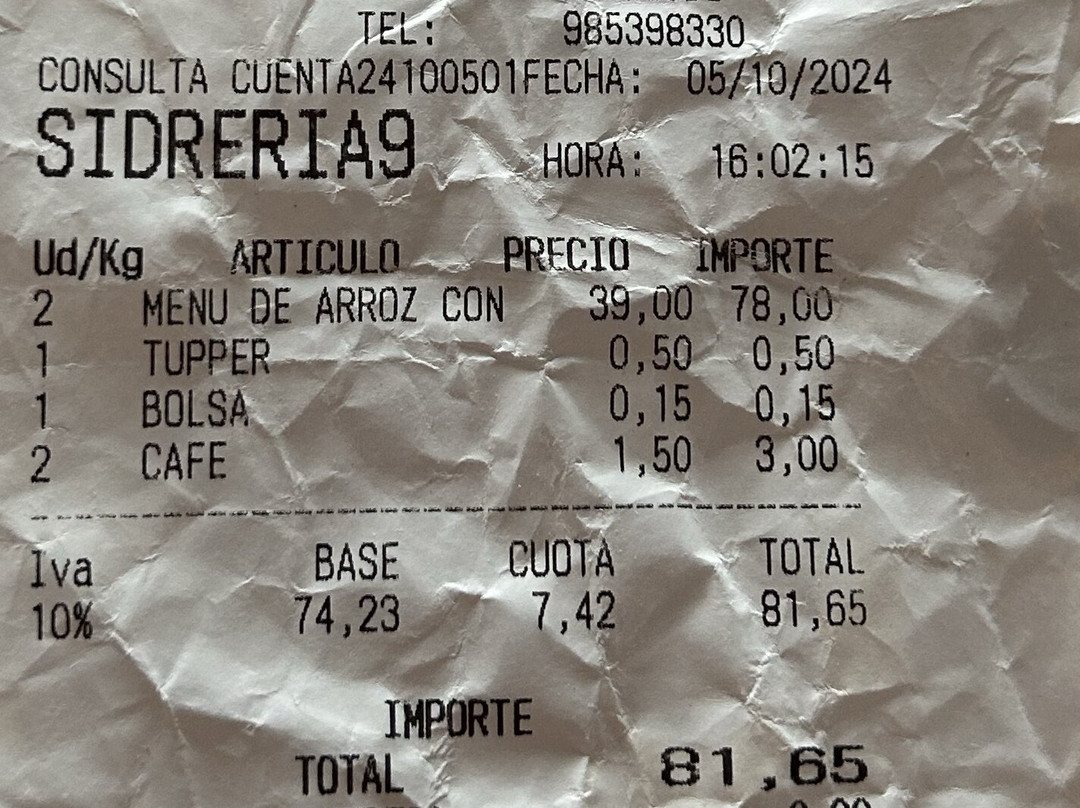 TEL: 985398330
CONSULTA CUENTA24100501FECHA: 05/10/2024
SIDRERIA9 HORA: 16:02:15
Ud/Kg ARTICULO PRECIO IMPORTE
2 MENU DE ARROZ CON 39,00 78,00
1 TUPPER 0,50 0,50
1 BOLSA 0,15 0,15
2 CAFE 1,50 3,00
Iva BASE CUOTA TOTAL
10% 74,23 7,42 81,65
IMPORTE
TOTAL 81,65